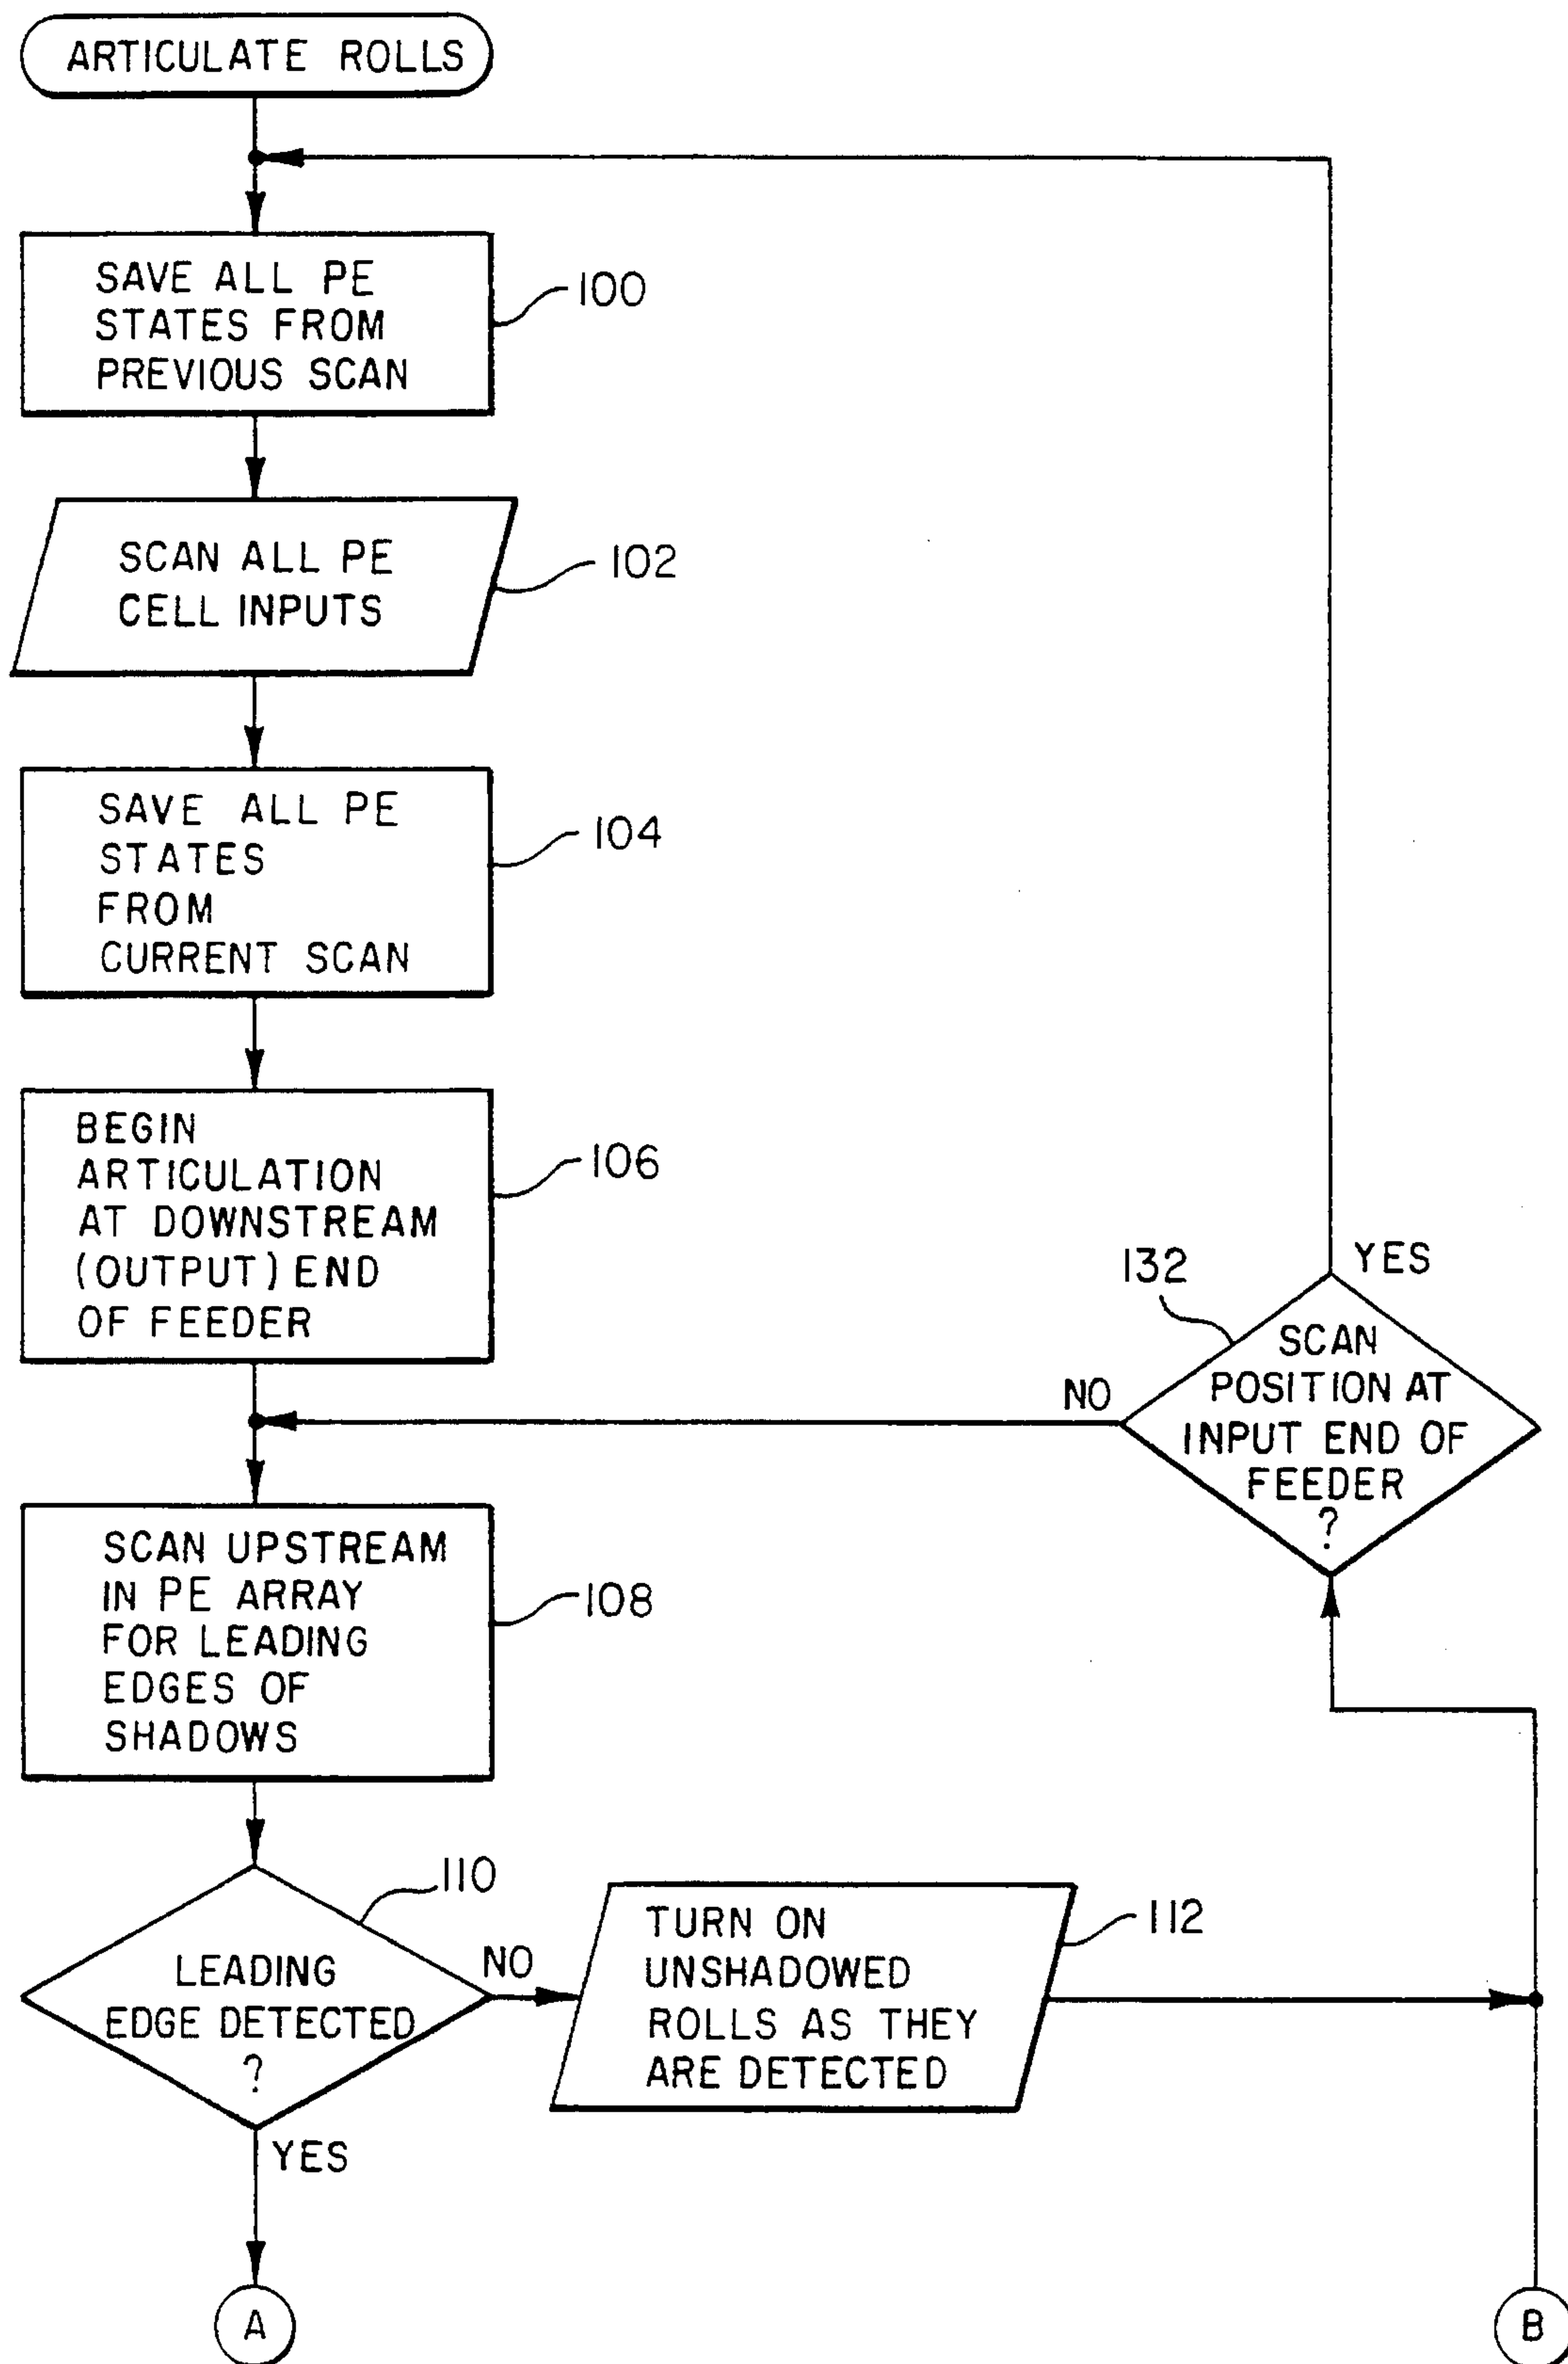 ARTICULATE ROLLS
SAVE ALL PE
STATES FROM
PREVIOUS SCAN
100
SCAN ALL PE
CELL INPUTS
102
SAVE ALL PE
STATES
FROM
CURRENT SCAN
104
BEGIN
ARTICULATION
AT DOWNSTREAM
(OUTPUT) END
OF FEEDER
106
132
YES
SCAN
POSITION AT
INPUT END OF
FEEDER
?
NO
SCAN UPSTREAM
IN PE ARRAY
FOR LEADING
EDGES OF
SHADOWS
108
110
LEADING
EDGE DETECTED
?
NO
YES
TURN ON
UNSHADOWED
ROLLS AS THEY
ARE DETECTED
112
A
B